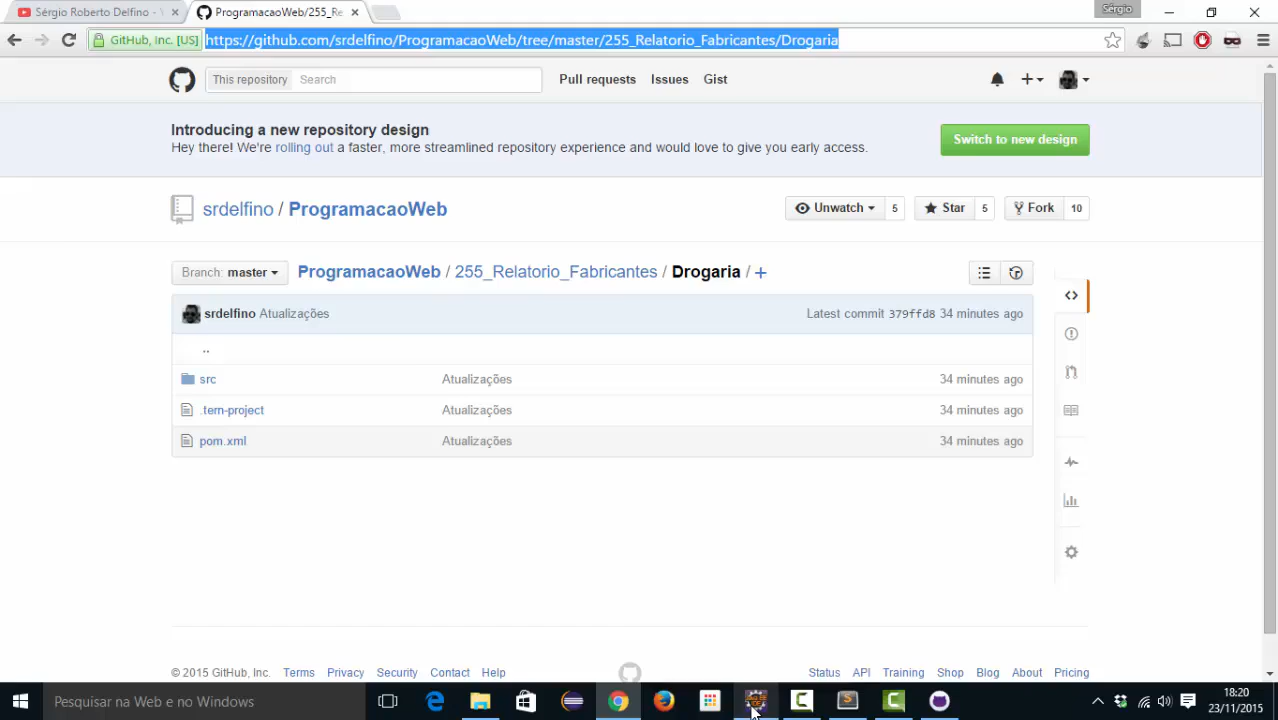 Sérgio Roberto Delfino - 
ProgramacaoWeb/255_Re
Sérgio
GitHub, Inc. [US]
https://github.com/srdelfino/ProgramacaoWeb/tree/master/255_Relatorio_Fabricantes/Drogaria
This repository
Search
Pull requests
Issues
Gist
Introducing a new repository design
Hey there! We're rolling out a faster, more streamlined repository experience and would love to give you early access.
Switch to new design
srdelfino / ProgramacaoWeb
Unwatch 5
Star 5
Fork 10
Branch: master
ProgramacaoWeb / 255_Relatorio_Fabricantes / Drogaria / +
srdelfino Atualizações
Latest commit 379ffd8 34 minutes ago
..
src Atualizações 34 minutes ago
.tern-project Atualizações 34 minutes ago
pom.xml Atualizações 34 minutes ago
© 2015 GitHub, Inc. Terms Privacy Security Contact Help
Status API Training Shop Blog About Pricing
Pesquisar na Web e no Windows
18:20
23/11/2015